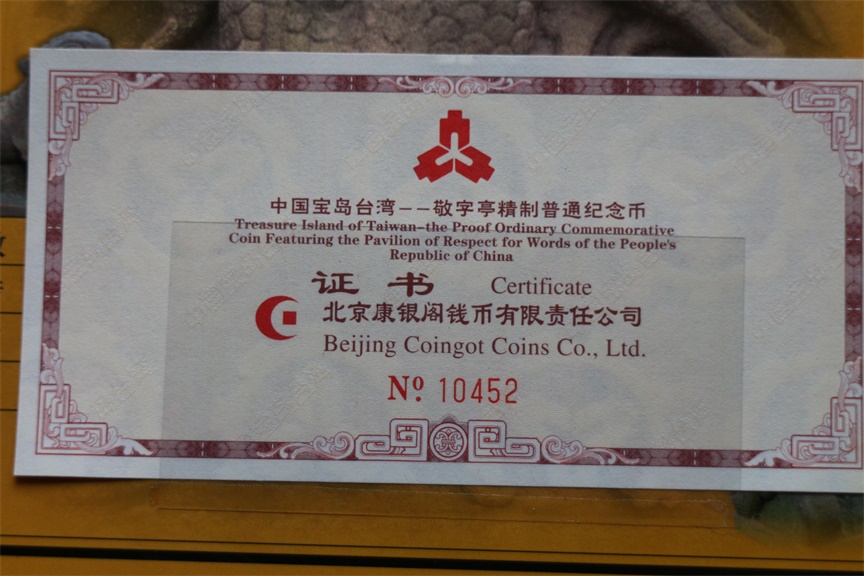 中国宝岛台湾--敬字亭精制普通纪念币
Treasure Island of Taiwan-the Proof Ordinary Commemorative
Coin Featuring the Pavilion of Respect for Words of the People's
Republic of China
证 书 Certificate
北京康银阁钱币有限责任公司
Beijing Coingot Coins Co., Ltd.
Nº 10452